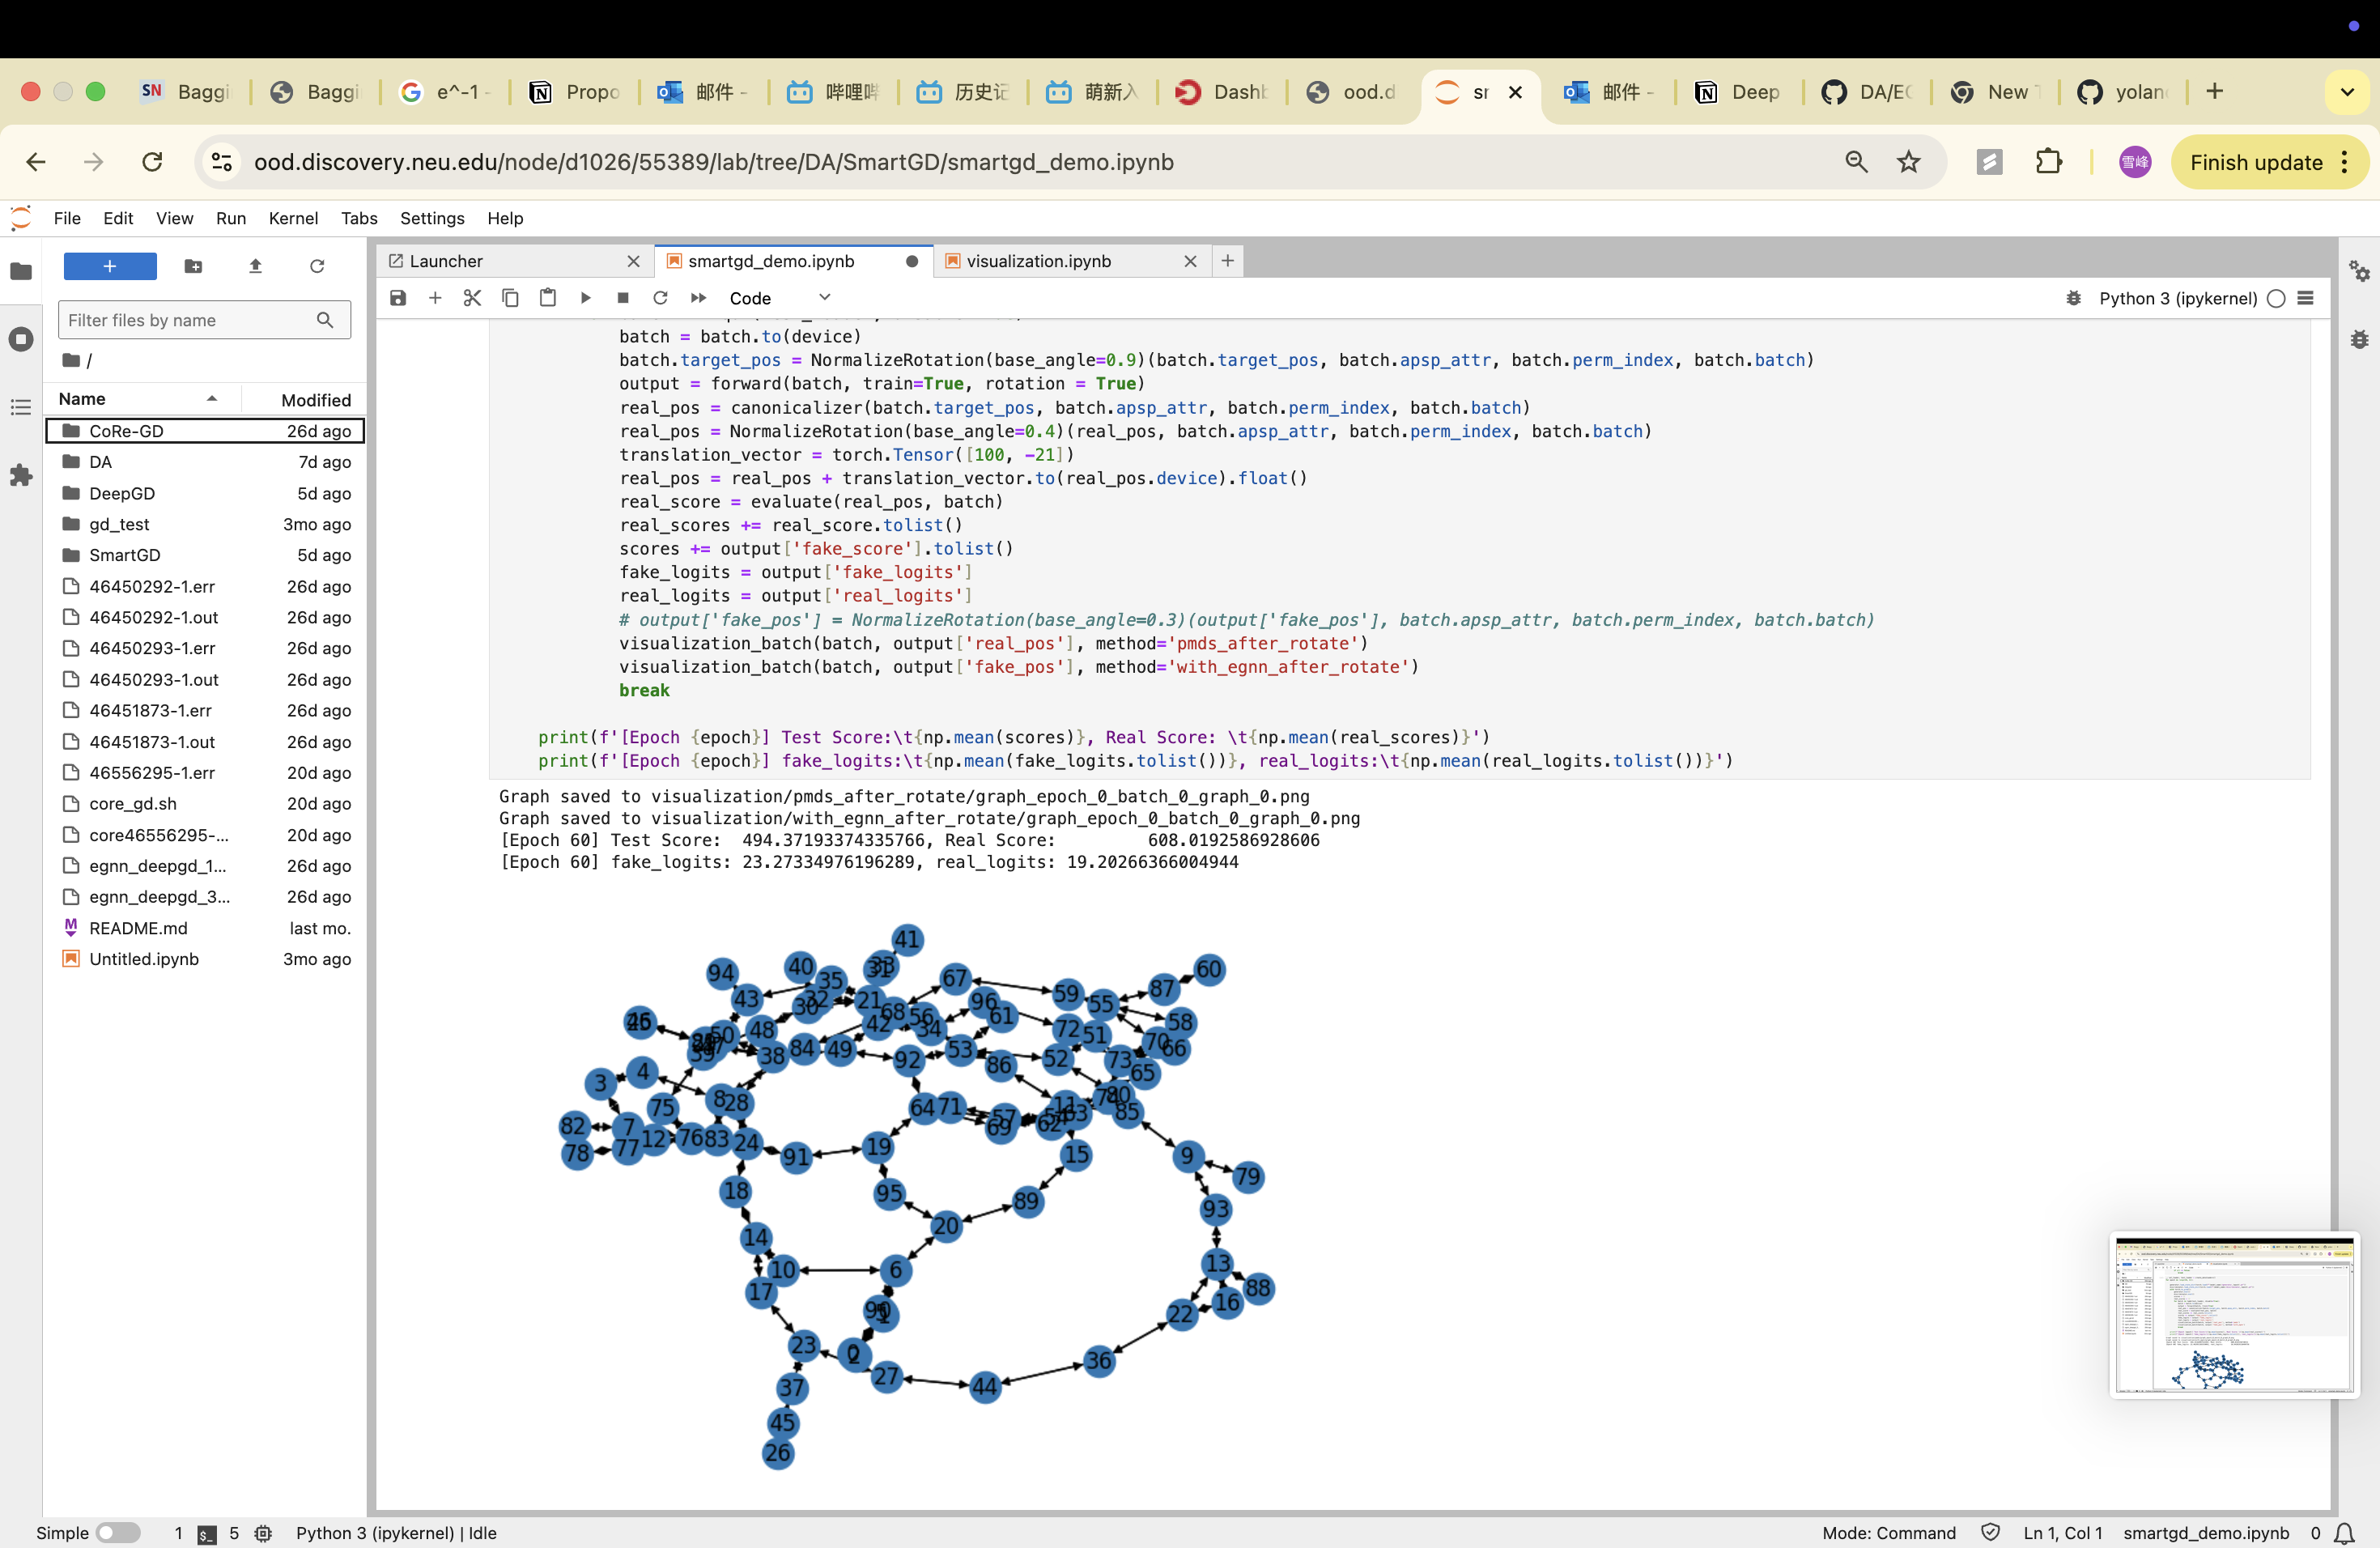 Baggi
Baggi
e^-1 -
Propo
邮件 -
哔哩哔
历史记
萌新入
Dashb
ood.d
sr
邮件 -
Deep
DA/EC
New T
yolan
ood.discovery.neu.edu/node/d1026/55389/lab/tree/DA/SmartGD/smartgd_demo.ipynb
雪峰
Finish update
File Edit View Run Kernel Tabs Settings Help
Filter files by name
/
Name Modified
CoRe-GD 26d ago
DA 7d ago
DeepGD 5d ago
gd_test 3mo ago
SmartGD 5d ago
46450292-1.err 26d ago
46450292-1.out 26d ago
46450293-1.err 26d ago
46450293-1.out 26d ago
46451873-1.err 26d ago
46451873-1.out 26d ago
46556295-1.err 20d ago
core_gd.sh 20d ago
core46556295-... 20d ago
egnn_deepgd_1... 26d ago
egnn_deepgd_3... 26d ago
README.md last mo.
Untitled.ipynb 3mo ago
Launcher
smartgd_demo.ipynb
visualization.ipynb
Code
Python 3 (ipykernel)
batch = batch.to(device)
batch.target_pos = NormalizeRotation(base_angle=0.9)(batch.target_pos, batch.apsp_attr, batch.perm_index, batch.batch)
output = forward(batch, train=True, rotation = True)
real_pos = canonicalizer(batch.target_pos, batch.apsp_attr, batch.perm_index, batch.batch)
real_pos = NormalizeRotation(base_angle=0.4)(real_pos, batch.apsp_attr, batch.perm_index, batch.batch)
translation_vector = torch.Tensor([100, -21])
real_pos = real_pos + translation_vector.to(real_pos.device).float()
real_score = evaluate(real_pos, batch)
real_scores += real_score.tolist()
scores += output['fake_score'].tolist()
fake_logits = output['fake_logits']
real_logits = output['real_logits']
# output['fake_pos'] = NormalizeRotation(base_angle=0.3)(output['fake_pos'], batch.apsp_attr, batch.perm_index, batch.batch)
visualization_batch(batch, output['real_pos'], method='pmds_after_rotate')
visualization_batch(batch, output['fake_pos'], method='with_egnn_after_rotate')
break
print(f'[Epoch {epoch}] Test Score:\t{np.mean(scores)}, Real Score: \t{np.mean(real_scores)}')
print(f'[Epoch {epoch}] fake_logits:\t{np.mean(fake_logits.tolist())}, real_logits:\t{np.mean(real_logits.tolist())}')
Graph saved to visualization/pmds_after_rotate/graph_epoch_0_batch_0_graph_0.png
Graph saved to visualization/with_egnn_after_rotate/graph_epoch_0_batch_0_graph_0.png
[Epoch 60] Test Score: 494.37193374335766, Real Score: 608.0192586928606
[Epoch 60] fake_logits: 23.27334976196289, real_logits: 19.20266366004944
41
94 40 35 33 67 60
43 32 30 21 96 59 55 87
48 42 68 56 34 61 72 51 58
50 38 84 49 92 53 86 52 73 70 66
39 65
3 4 75 8 28 64 71 57 69 11 63 80 85
82 7 12 76 83 24 62
78 77 91 19 15 9 79
18 95 89 93
14 20 13
10 6 88
17 90 22 16
23 27 36
37 44
45
26
Simple 1 5 Python 3 (ipykernel) | Idle
Mode: Command Ln 1, Col 1 smartgd_demo.ipynb 0